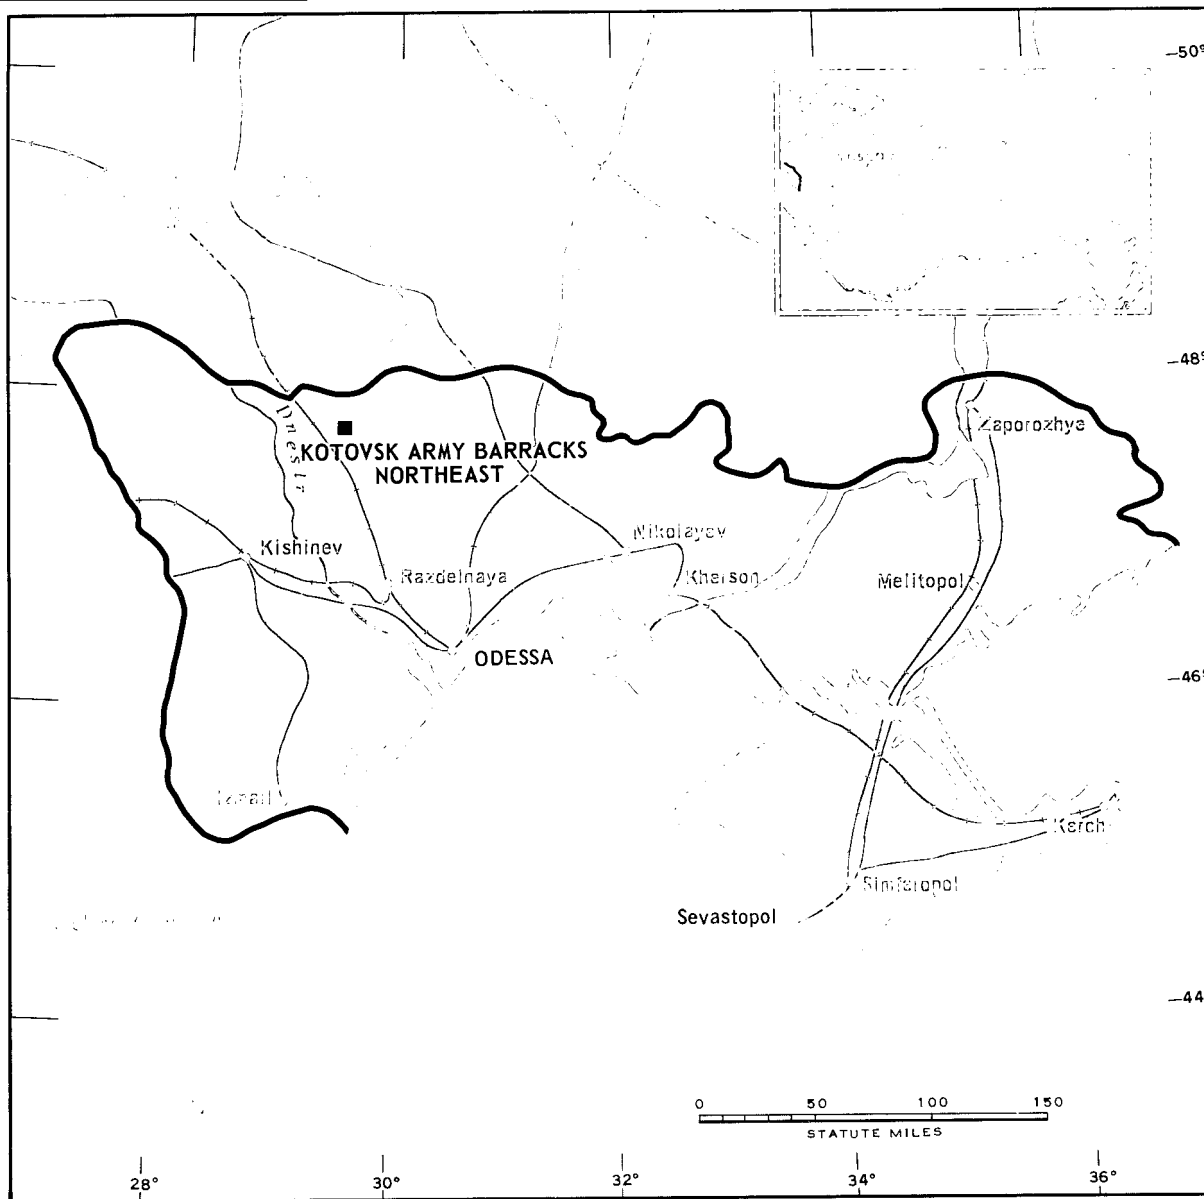 50°
48°
Zaporozhye
Dnestr
KOTOVSK ARMY BARRACKS
NORTHEAST
Nikolayev
Kishinev
Razdelnaya
Kherson
Melitopol
ODESSA
46°
Izmail
Kerch
Simferopol
Sevastopol
44
0 50 100 150
STATUTE MILES
28° 30° 32° 34° 36°